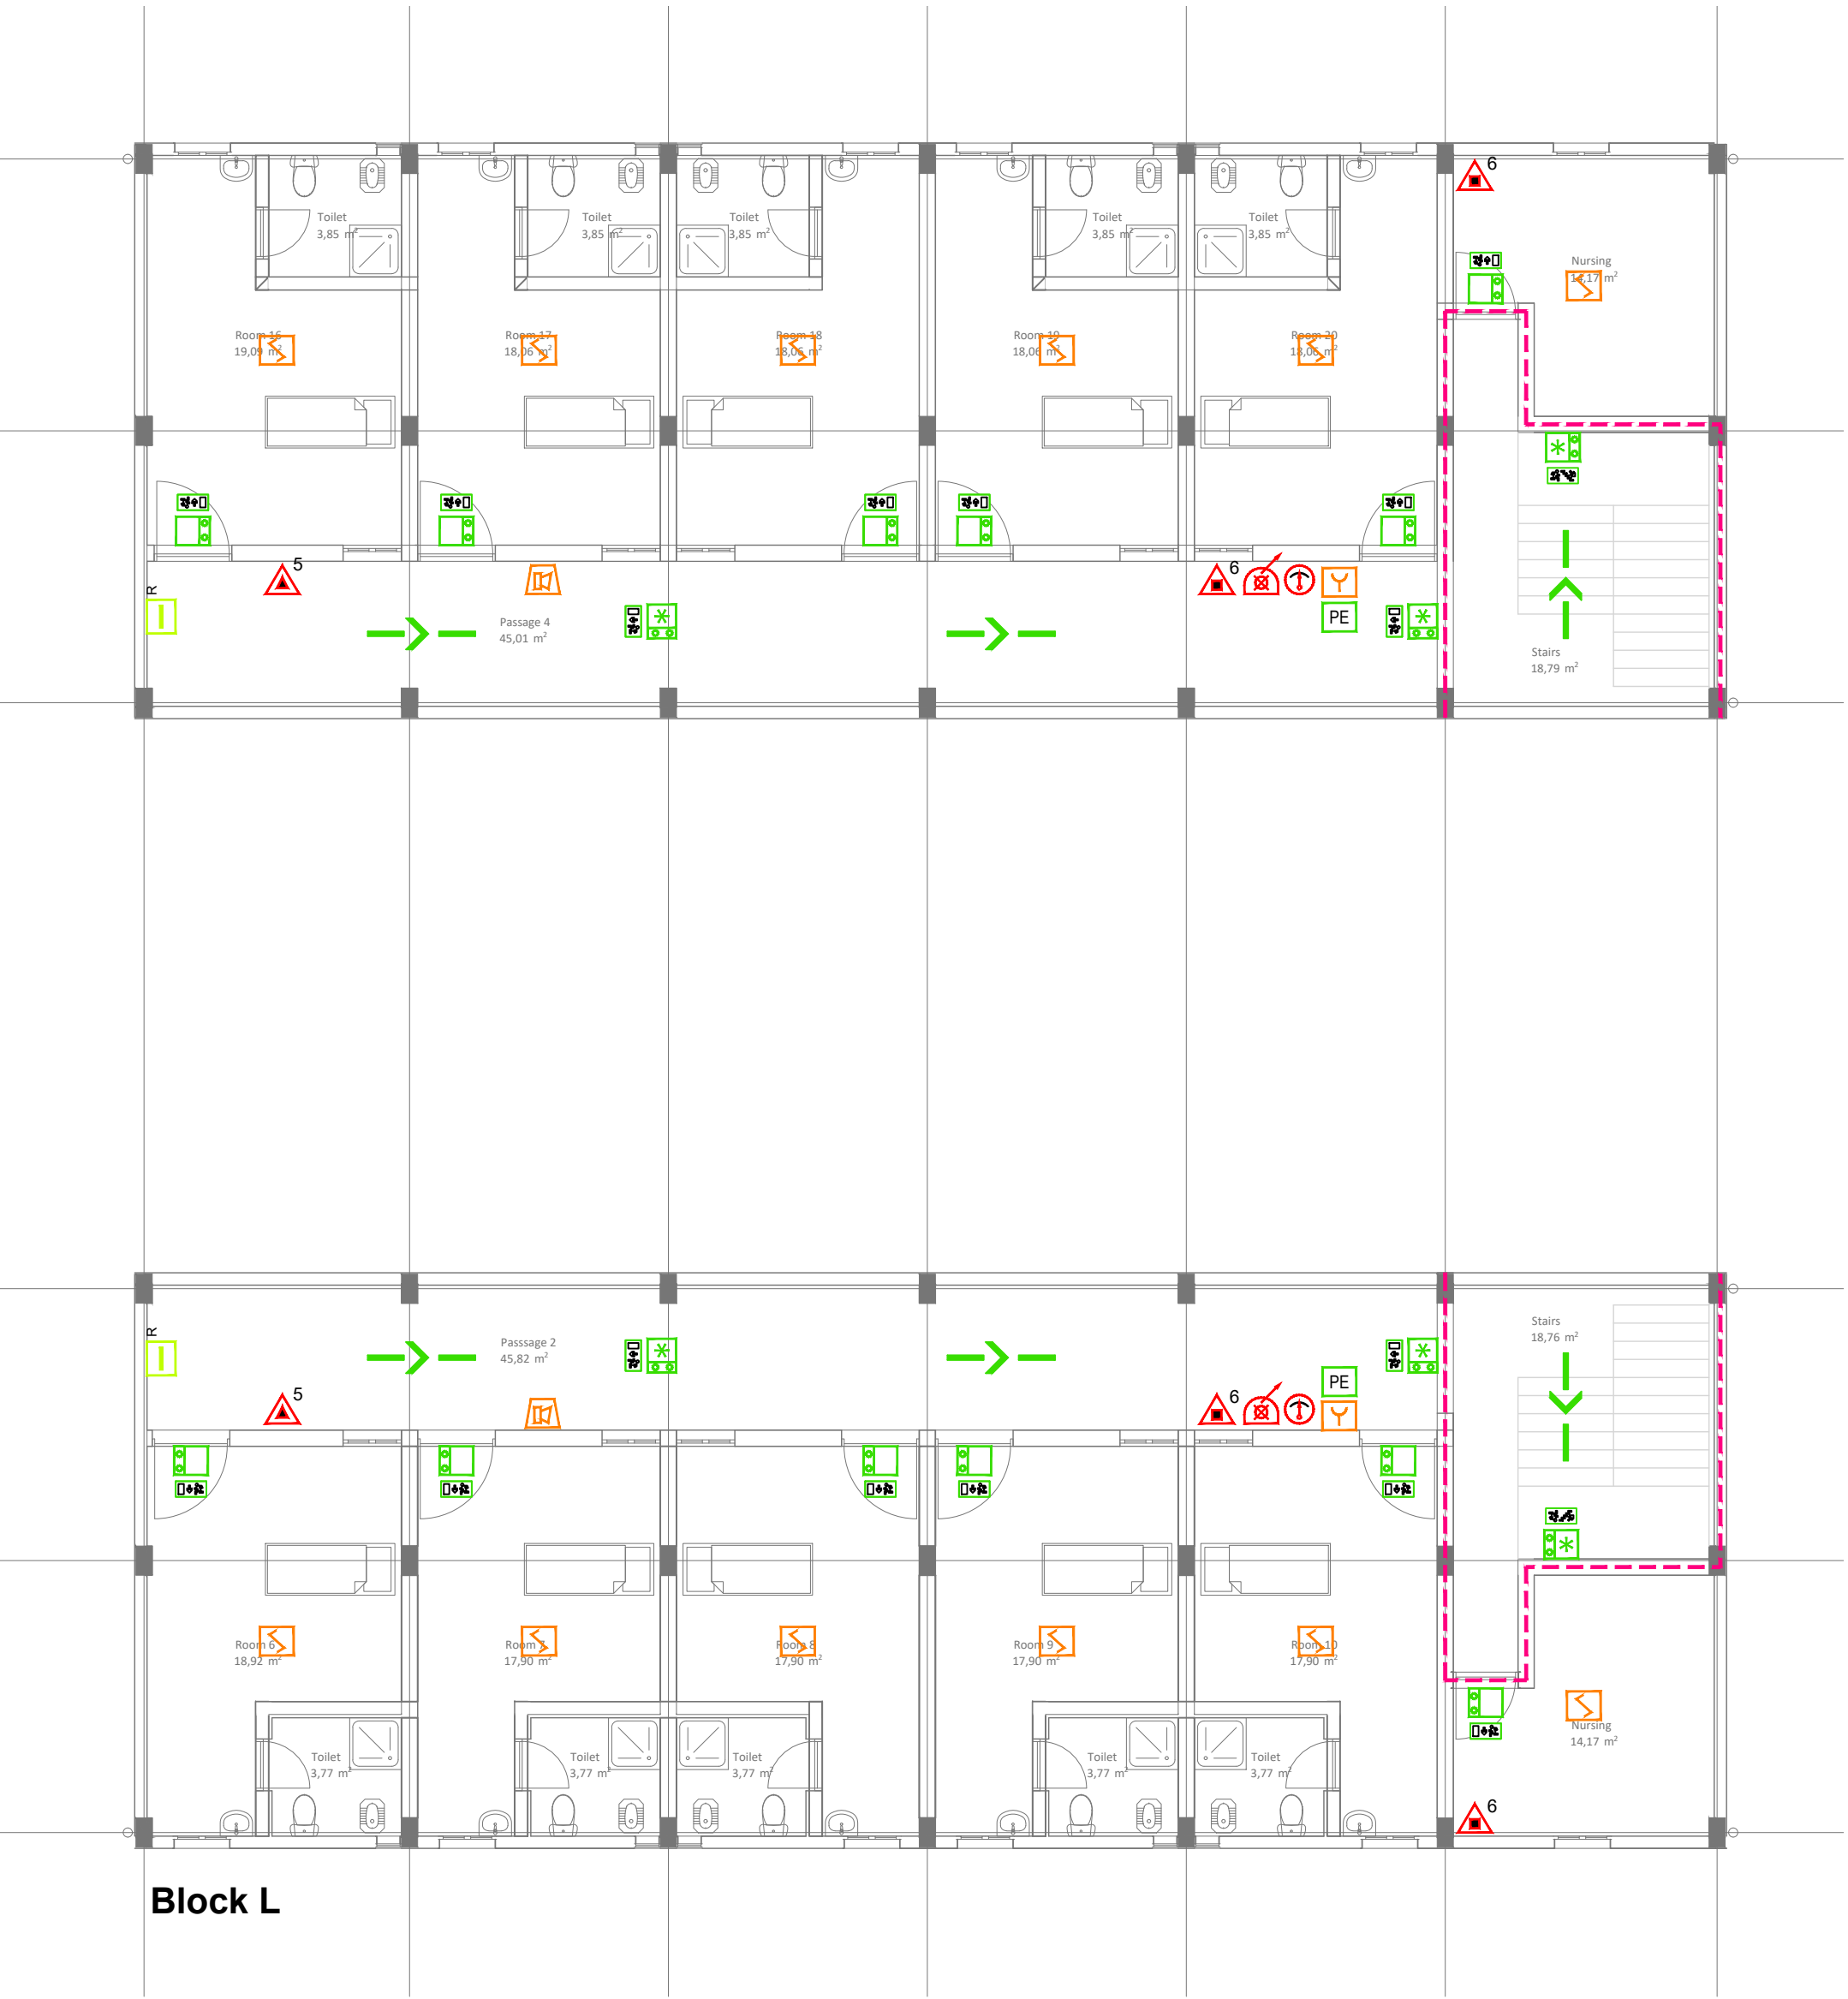 6
Toilet
3,85 m²
Toilet
3,85 m²
Toilet
3,85 m²
Toilet
3,85 m²
Toilet
3,85 m²
Nursing
14,17 m²
Room 16
19,09 m²
Room 17
18,06 m²
Room 18
18,06 m²
Room 19
18,06 m²
Room 20
18,06 m²
R
5
6
PE
Passage 4
45,01 m²
Stairs
18,79 m²
R
Passsage 2
45,82 m²
Stairs
18,76 m²
5
6
PE
Room 6
18,92 m²
Room 7
17,90 m²
Room 8
17,90 m²
Room 9
17,90 m²
Room 10
17,90 m²
Nursing
14,17 m²
Toilet
3,77 m²
Toilet
3,77 m²
Toilet
3,77 m²
Toilet
3,77 m²
Toilet
3,77 m²
6
Block L